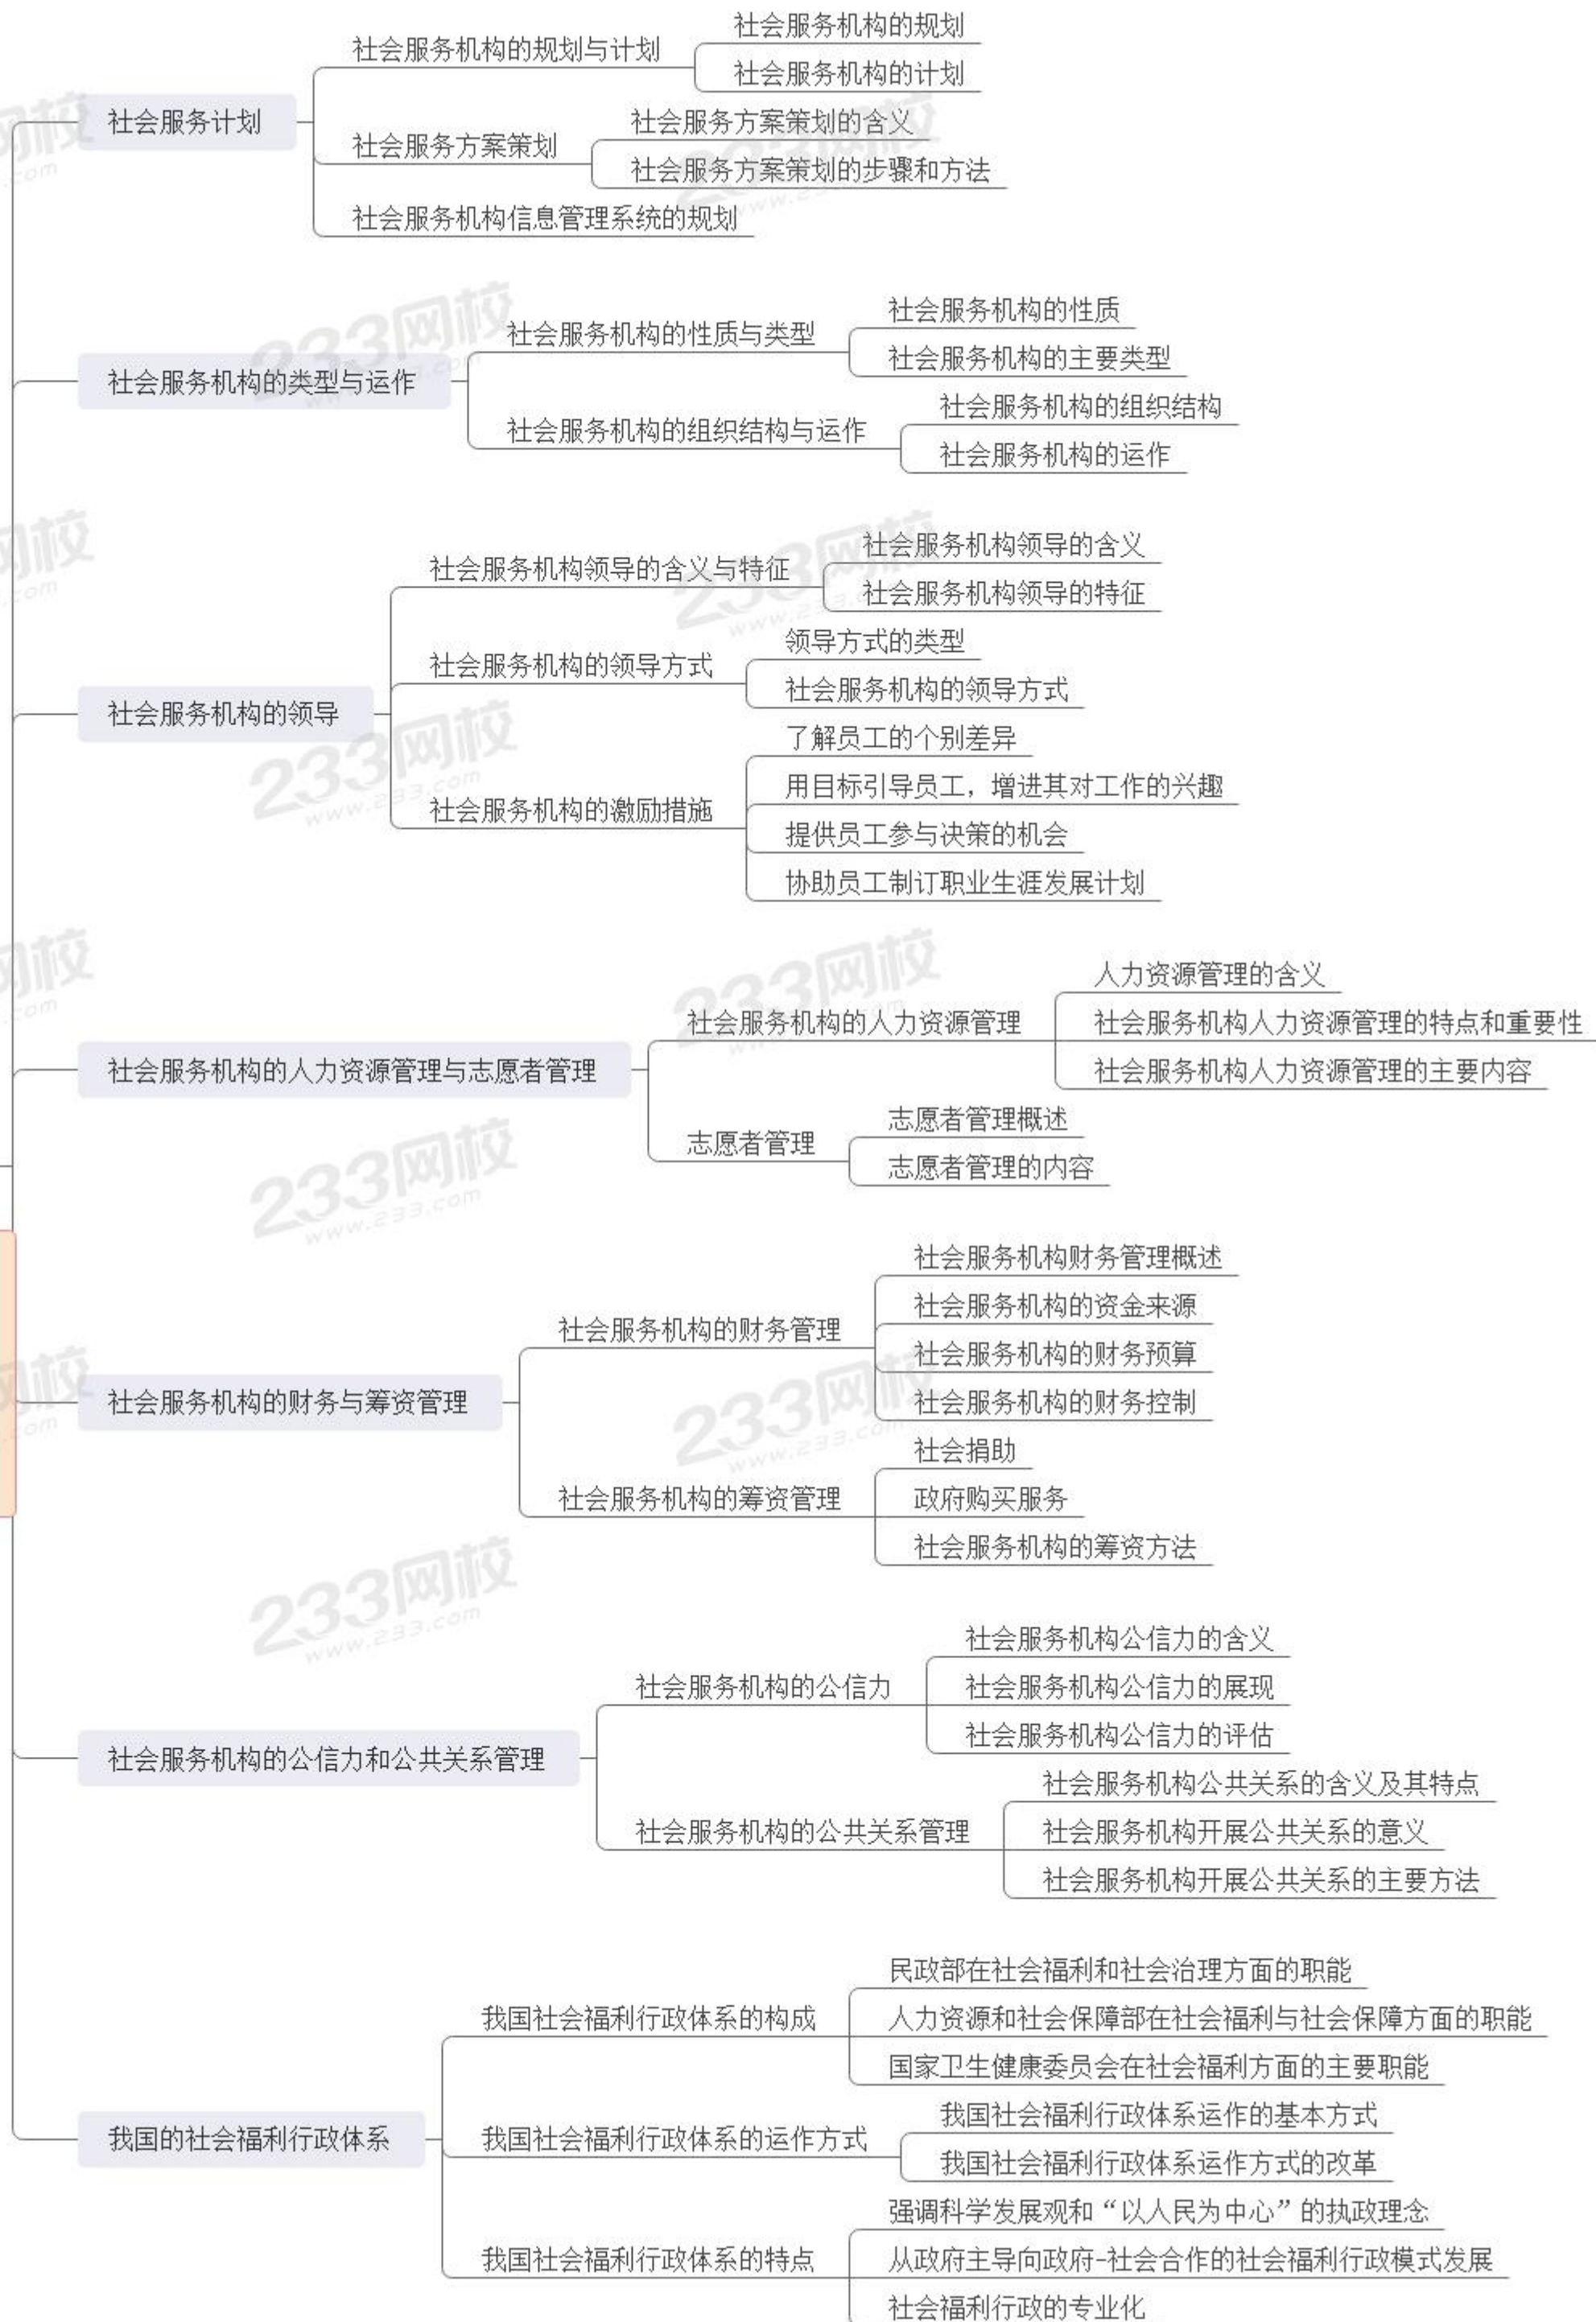 社会服务计划
社会服务机构的规划与计划
社会服务机构的规划
社会服务机构的计划
社会服务方案策划
社会服务方案策划的含义
社会服务方案策划的步骤和方法
社会服务机构信息管理系统的规划
社会服务机构的类型与运作
社会服务机构的性质与类型
社会服务机构的性质
社会服务机构的主要类型
社会服务机构的组织结构与运作
社会服务机构的组织结构
社会服务机构的运作
社会服务机构的领导
社会服务机构领导的含义与特征
社会服务机构领导的含义
社会服务机构领导的特征
社会服务机构的领导方式
领导方式的类型
社会服务机构的领导方式
社会服务机构的激励措施
了解员工的个别差异
用目标引导员工，增进其对工作的兴趣
提供员工参与决策的机会
协助员工制订职业生涯发展计划
社会服务机构的人力资源管理与志愿者管理
社会服务机构的人力资源管理
人力资源管理的含义
社会服务机构人力资源管理的特点和重要性
社会服务机构人力资源管理的主要内容
志愿者管理
志愿者管理概述
志愿者管理的内容
社会服务机构的财务与筹资管理
社会服务机构的财务管理
社会服务机构财务管理概述
社会服务机构的资金来源
社会服务机构的财务预算
社会服务机构的财务控制
社会服务机构的筹资管理
社会捐助
政府购买服务
社会服务机构的筹资方法
社会服务机构的公信力和公共关系管理
社会服务机构的公信力
社会服务机构公信力的含义
社会服务机构公信力的展现
社会服务机构公信力的评估
社会服务机构的公共关系管理
社会服务机构公共关系的含义及其特点
社会服务机构开展公共关系的意义
社会服务机构开展公共关系的主要方法
我国的社会福利行政体系
我国社会福利行政体系的构成
民政部在社会福利和社会治理方面的职能
人力资源和社会保障部在社会福利与社会保障方面的职能
国家卫生健康委员会在社会福利方面的主要职能
我国社会福利行政体系的运作方式
我国社会福利行政体系运作的基本方式
我国社会福利行政体系运作方式的改革
我国社会福利行政体系的特点
强调科学发展观和“以人民为中心”的执政理念
从政府主导向政府-社会合作的社会福利行政模式发展
社会福利行政的专业化
233网校
www.233.com